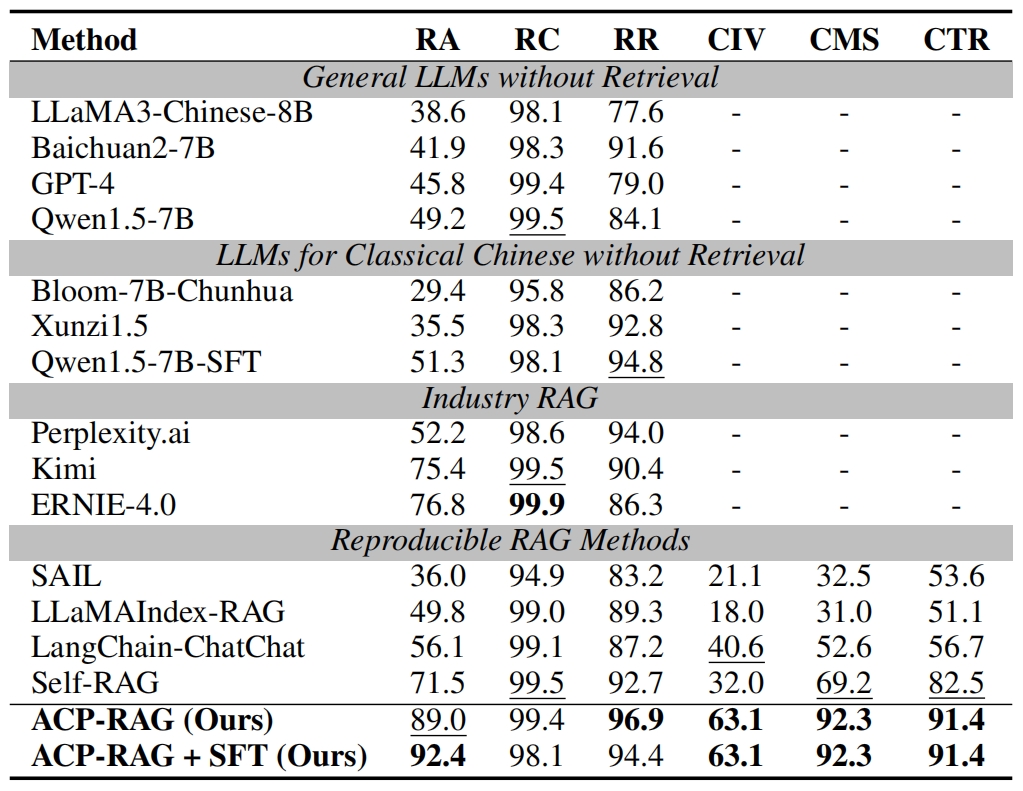 Method RA RC RR CIV CMS CTR
General LLMs without Retrieval
LLaMA3-Chinese-8B 38.6 98.1 77.6 - - -
Baichuan2-7B 41.9 98.3 91.6 - - -
GPT-4 45.8 99.4 79.0 - - -
Qwen1.5-7B 49.2 99.5 84.1 - - -
LLMs for Classical Chinese without Retrieval
Bloom-7B-Chunhua 29.4 95.8 86.2 - - -
Xunzi1.5 35.5 98.3 92.8 - - -
Qwen1.5-7B-SFT 51.3 98.1 94.8 - - -
Industry RAG
Perplexity.ai 52.2 98.6 94.0 - - -
Kimi 75.4 99.5 90.4 - - -
ERNIE-4.0 76.8 99.9 86.3 - - -
Reproducible RAG Methods
SAIL 36.0 94.9 83.2 21.1 32.5 53.6
LLaMAIndex-RAG 49.8 99.0 89.3 18.0 31.0 51.1
LangChain-ChatChat 56.1 99.1 87.2 40.6 52.6 56.7
Self-RAG 71.5 99.5 92.7 32.0 69.2 82.5
ACP-RAG (Ours) 89.0 99.4 96.9 63.1 92.3 91.4
ACP-RAG + SFT (Ours) 92.4 98.1 94.4 63.1 92.3 91.4